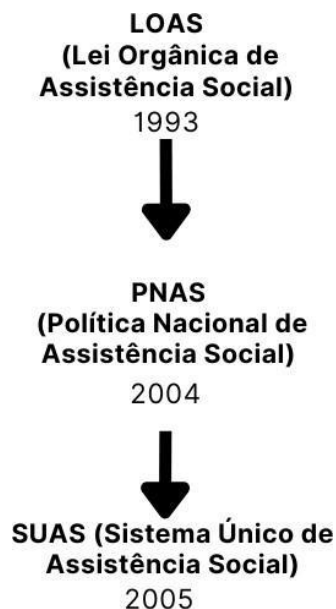 LOAS
(Lei Orgânica de
Assistência Social)
1993
PNAS
(Política Nacional de
Assistência Social)
2004
SUAS (Sistema Único de
Assistência Social)
2005